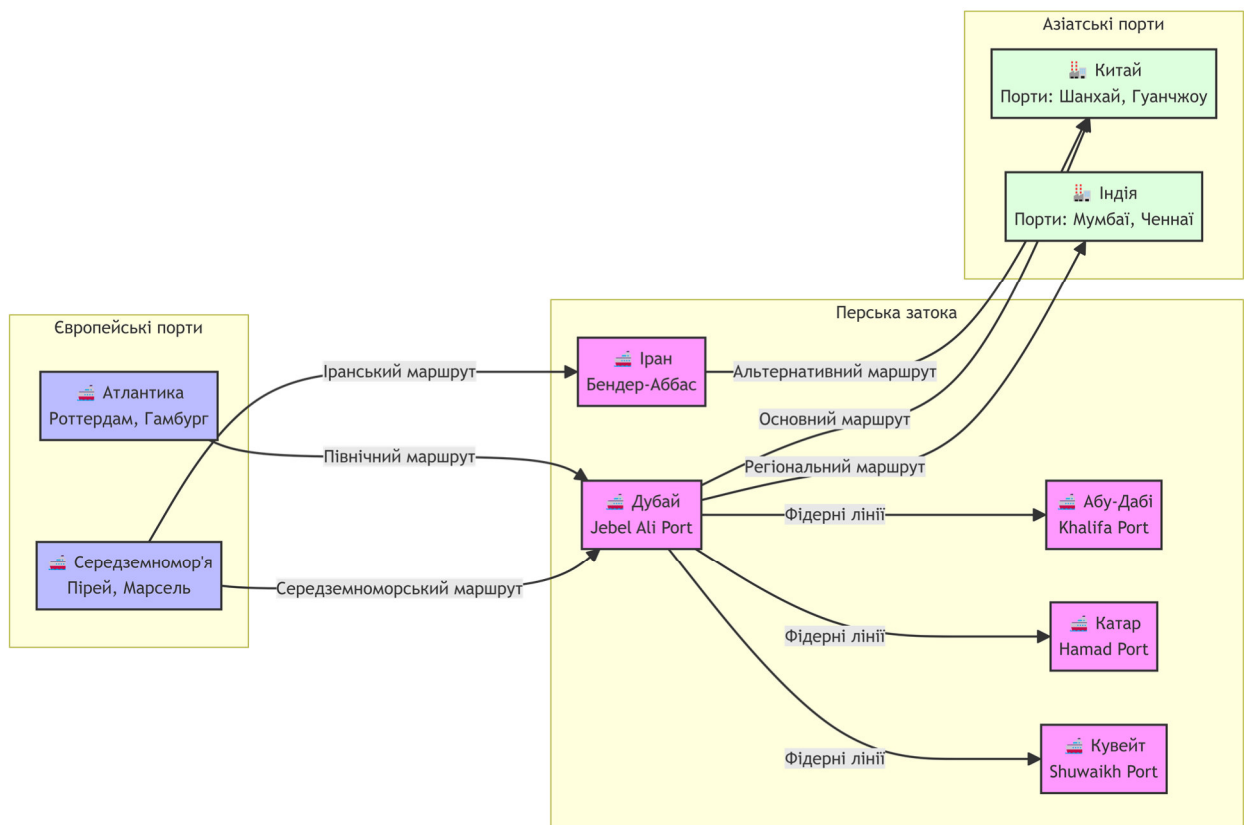 Азіатські порти
Китай
Порти: Шанхай, Гуанчжоу
Індія
Порти: Мумбаї, Ченнаї
Європейські порти
Атлантика
Роттердам, Гамбург
Середземномор'я
Пірей, Марсель
Перська затока
Іран
Бендер-Аббас
Дубай
Jebel Ali Port
Абу-Дабі
Khalifa Port
Катар
Hamad Port
Кувейт
Shuwaikh Port
Іранський маршрут
Північний маршрут
Середземноморський маршрут
Альтернативний маршрут
Основний маршрут
Регіональний маршрут
Фідерні лінії
Фідерні лінії
Фідерні лінії